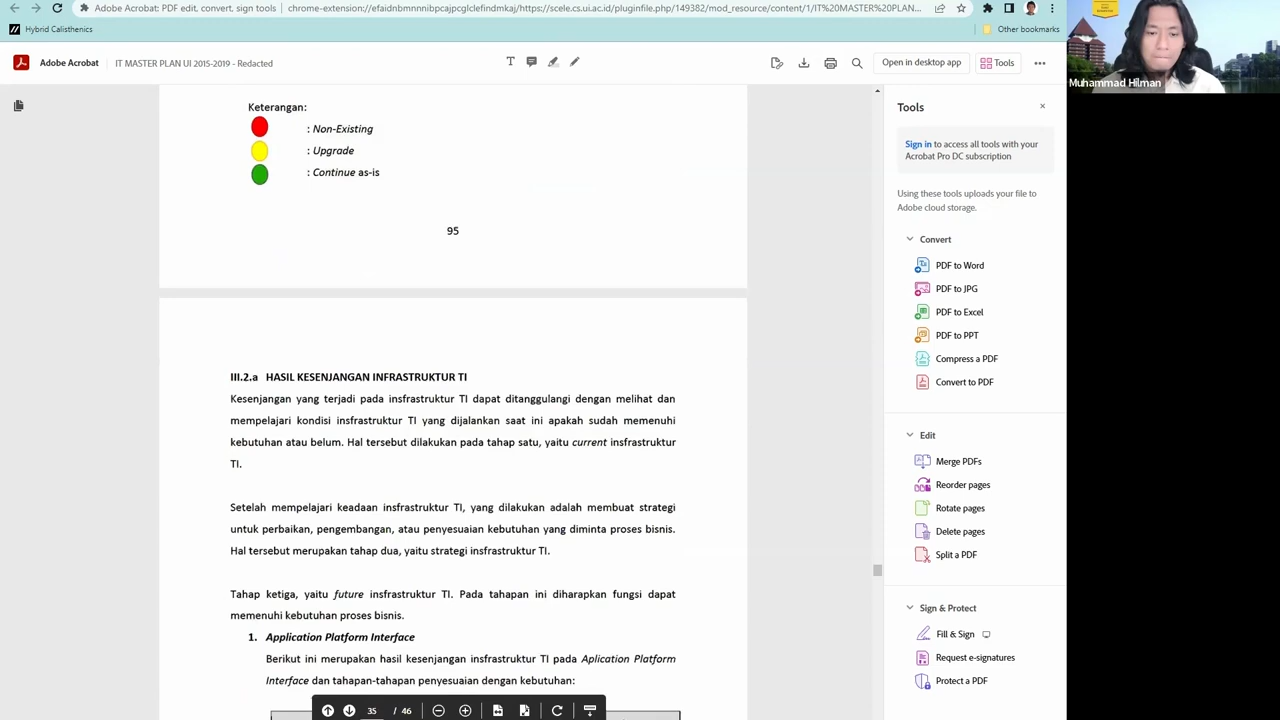 Adobe Acrobat: PDF edit, convert, sign tools
chrome-extension://efaidnbmnnnibpcajpcglclefindmkaj/https://scele.cs.ui.ac.id/pluginfile.php/149382/mod_resource/content/1/IT%20MASTER%20PLAN...
Hybrid Calisthenics
Other bookmarks
Adobe Acrobat
IT MASTER PLAN UI 2015-2019 - Redacted
Open in desktop app
Tools
Muhammad Hilman
Keterangan:
: Non-Existing
: Upgrade
: Continue as-is
95
III.2.a HASIL KESENJANGAN INFRASTRUKTUR TI
Kesenjangan yang terjadi pada insfrastruktur TI dapat ditanggulangi dengan melihat dan
mempelajari kondisi insfrastruktur TI yang dijalankan saat ini apakah sudah memenuhi
kebutuhan atau belum. Hal tersebut dilakukan pada tahap satu, yaitu current insfrastruktur
TI.
Setelah mempelajari keadaan insfrastruktur TI, yang dilakukan adalah membuat strategi
untuk perbaikan, pengembangan, atau penyesuaian kebutuhan yang diminta proses bisnis.
Hal tersebut merupakan tahap dua, yaitu strategi insfrastruktur TI.
Tahap ketiga, yaitu future insfrastruktur TI. Pada tahapan ini diharapkan fungsi dapat
memenuhi kebutuhan proses bisnis.
1. Application Platform Interface
Berikut ini merupakan hasil kesenjangan insfrastruktur TI pada Aplication Platform
Interface dan tahapan-tahapan penyesuaian dengan kebutuhan:
35 / 46
Tools
Sign in to access all tools with your
Acrobat Pro DC subscription
Using these tools uploads your file to
Adobe cloud storage.
Convert
PDF to Word
PDF to JPG
PDF to Excel
PDF to PPT
Compress a PDF
Convert to PDF
Edit
Merge PDFs
Reorder pages
Rotate pages
Delete pages
Split a PDF
Sign & Protect
Fill & Sign
Request e-signatures
Protect a PDF